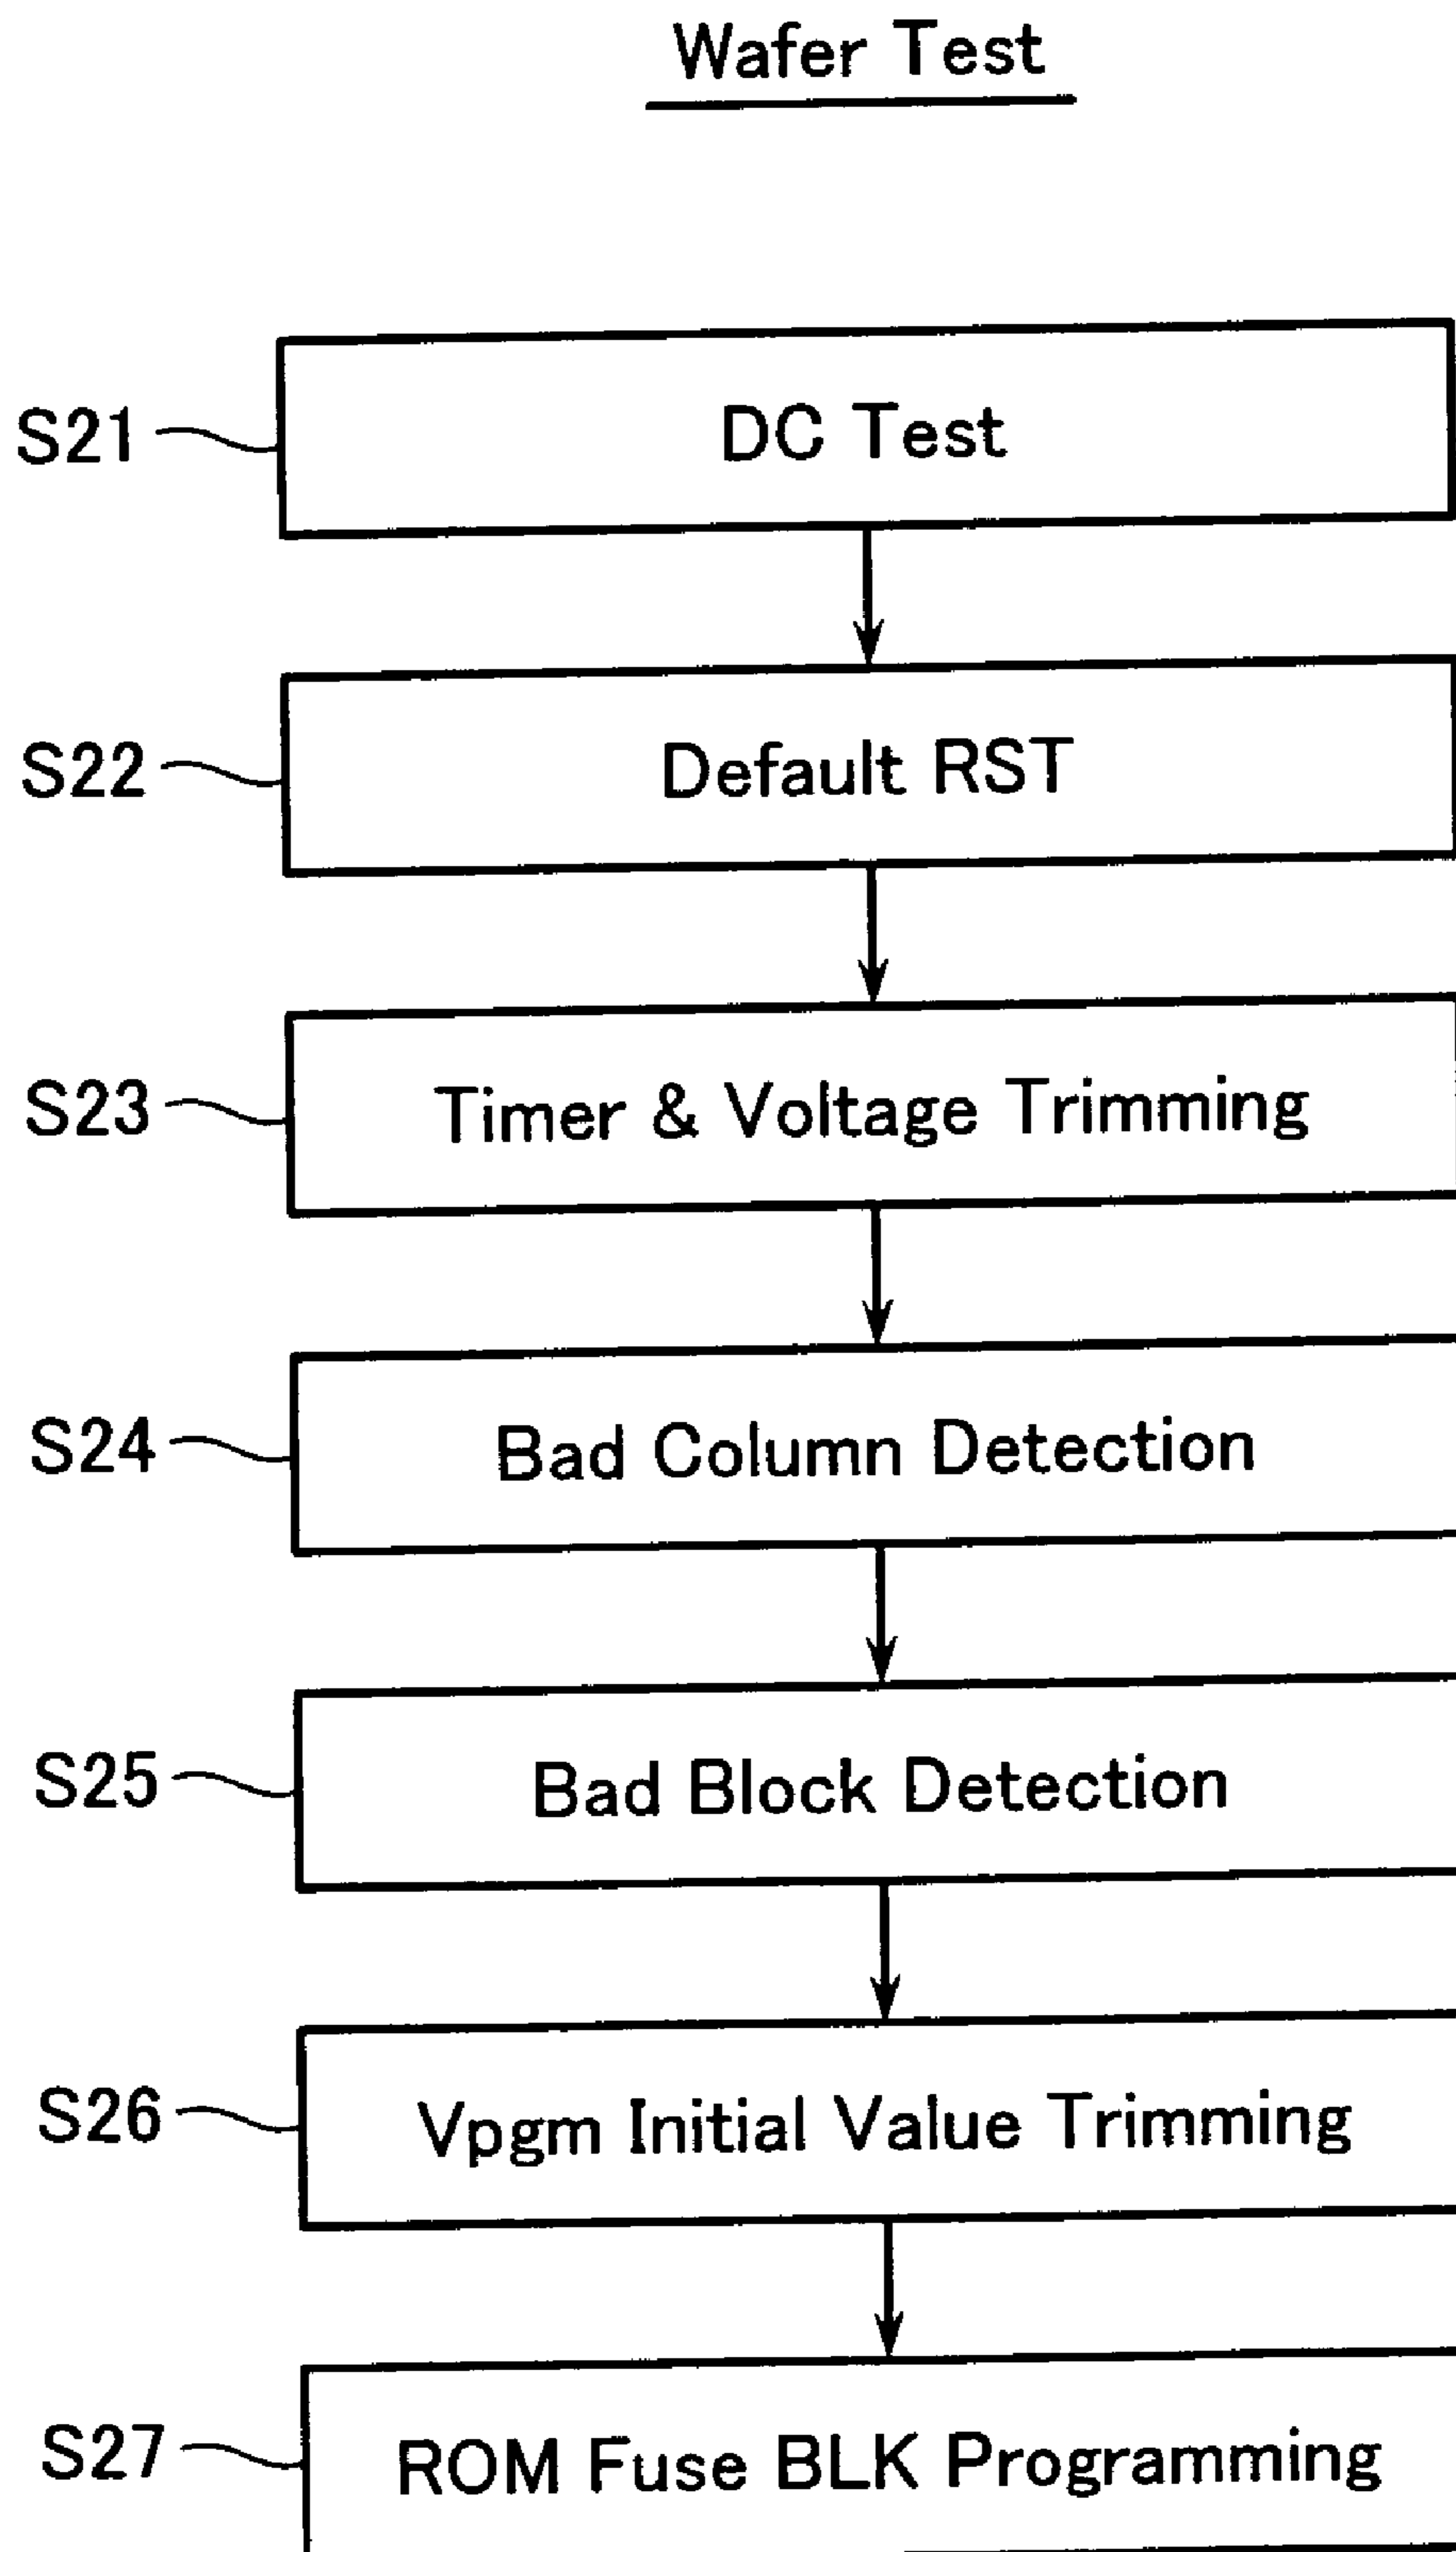 Wafer Test
S21 DC Test
S22 Default RST
S23 Timer & Voltage Trimming
S24 Bad Column Detection
S25 Bad Block Detection
S26 Vpgm Initial Value Trimming
S27 ROM Fuse BLK Programming